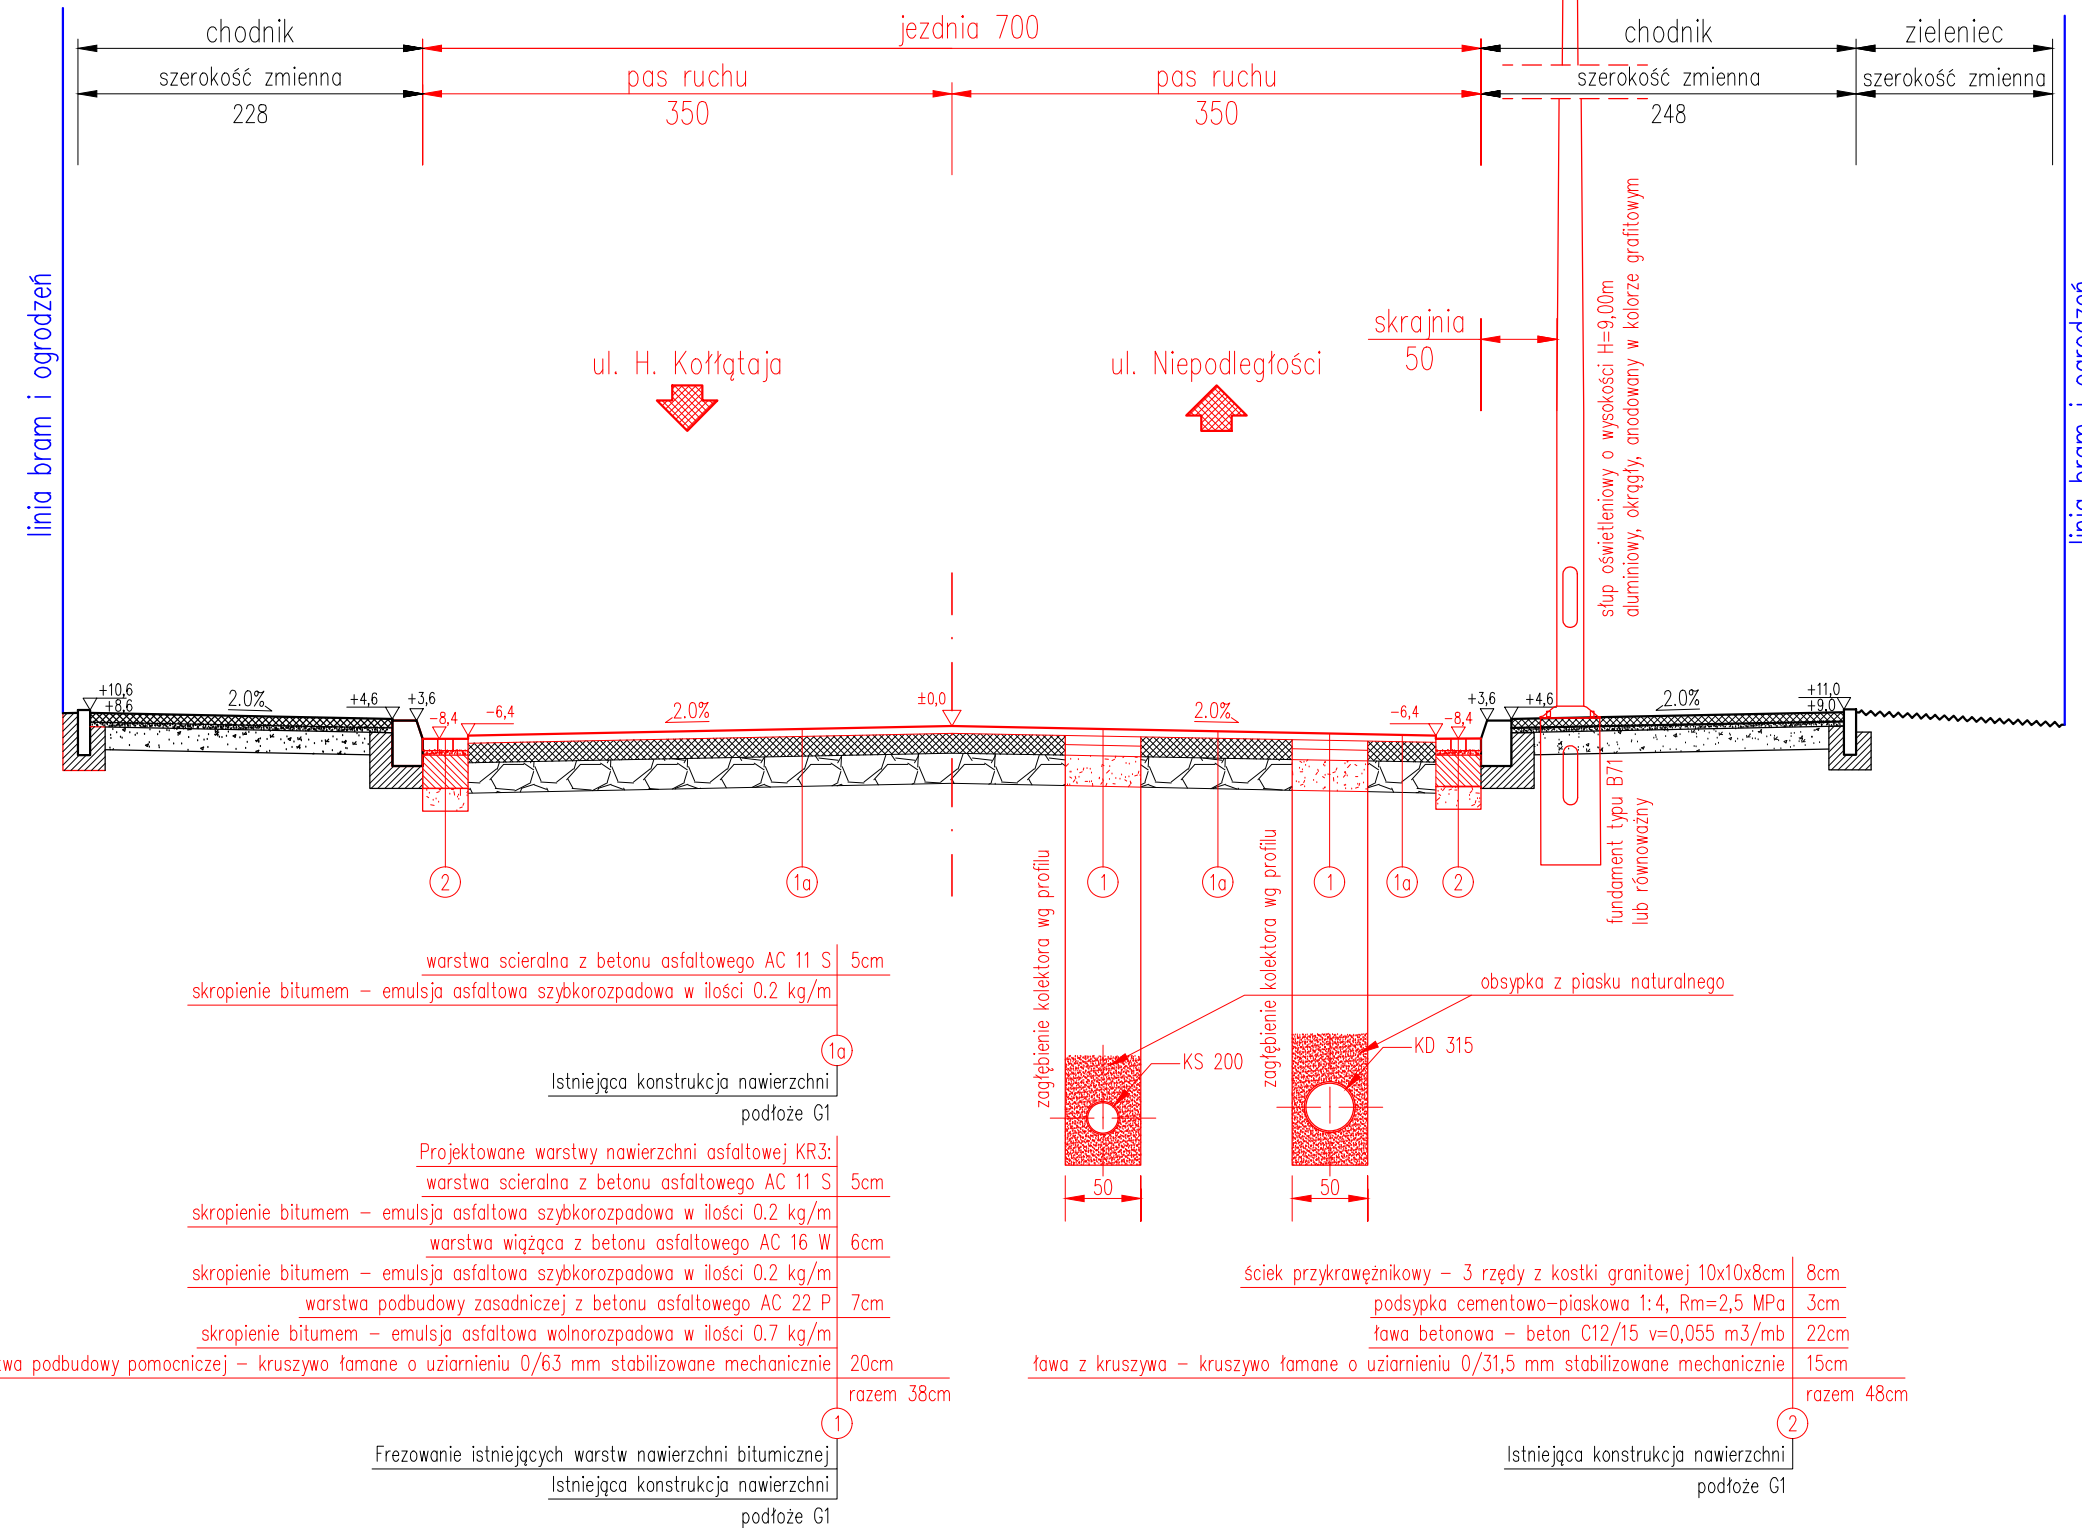 chodnik
jezdnia 700
chodnik
zieleniec
szerokość zmienna
pas ruchu
pas ruchu
szerokość zmienna
szerokość zmienna
228
350
350
248
linia bram i ogrodzeń
linia bram i ogrodzeń
skrajnia
50
ul. H. Kołłątaja
ul. Niepodległości
słup oświetleniowy o wysokości H=9,00m
aluminiowy, okrągły, anodowany w kolorze grafitowym
+10,6
+8,6
2.0%
+4,6
+3,6
-8,4
-6,4
2.0%
±0,0
2.0%
-6,4
-8,4
+3,6
+4,6
2.0%
+11,0
+9,0
2
1a
1
1a
1
1a
2
fundament typu B71
lub równoważny
zagłębienie kolektora wg profilu
zagłębienie kolektora wg profilu
warstwa scieralna z betonu asfaltowego AC 11 S 5cm
skropienie bitumem – emulsja asfaltowa szybkorozpadowa w ilości 0.2 kg/m
1a
Istniejąca konstrukcja nawierzchni
podłoże G1
obsypka z piasku naturalnego
KS 200
KD 315
50
50
Projektowane warstwy nawierzchni asfaltowej KR3:
warstwa scieralna z betonu asfaltowego AC 11 S 5cm
skropienie bitumem – emulsja asfaltowa szybkorozpadowa w ilości 0.2 kg/m
warstwa wiążąca z betonu asfaltowego AC 16 W 6cm
skropienie bitumem – emulsja asfaltowa szybkorozpadowa w ilości 0.2 kg/m
warstwa podbudowy zasadniczej z betonu asfaltowego AC 22 P 7cm
skropienie bitumem – emulsja asfaltowa wolnorozpadowa w ilości 0.7 kg/m
wa podbudowy pomocniczej – kruszywo łamane o uziarnieniu 0/63 mm stabilizowane mechanicznie 20cm
razem 38cm
1
Frezowanie istniejących warstw nawierzchni bitumicznej
Istniejąca konstrukcja nawierzchni
podłoże G1
ściek przykrawężnikowy – 3 rzędy z kostki granitowej 10x10x8cm 8cm
podsypka cementowo-piaskowa 1:4, Rm=2,5 MPa 3cm
ława betonowa – beton C12/15 v=0,055 m3/mb 22cm
ława z kruszywa – kruszywo łamane o uziarnieniu 0/31,5 mm stabilizowane mechanicznie 15cm
razem 48cm
2
Istniejąca konstrukcja nawierzchni
podłoże G1